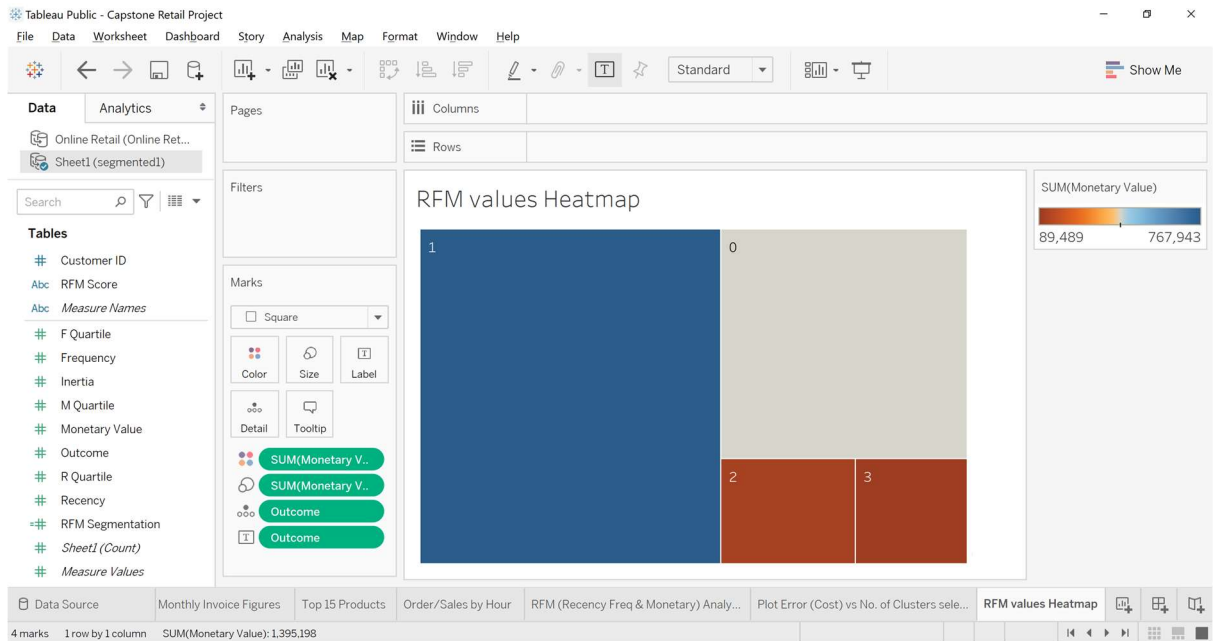 Tableau Public - Capstone Retail Project
File Data Worksheet Dashboard Story Analysis Map Format Window Help
Standard
Show Me
Data Analytics
Online Retail (Online Ret...
Sheet1 (segmented1)
Search
Tables
# Customer ID
Abc RFM Score
Abc Measure Names
# F Quartile
# Frequency
# Inertia
# M Quartile
# Monetary Value
# Outcome
# R Quartile
# Recency
=# RFM Segmentation
# Sheet1 (Count)
# Measure Values
Pages
Filters
Marks
Square
Color Size Label
Detail Tooltip
SUM(Monetary V..
SUM(Monetary V..
Outcome
T Outcome
Columns
Rows
RFM values Heatmap
1 0
2 3
SUM(Monetary Value)
89,489 767,943
Data Source Monthly Invoice Figures Top 15 Products Order/Sales by Hour RFM (Recency Freq & Monetary) Analy... Plot Error (Cost) vs No. of Clusters sele... RFM values Heatmap
4 marks 1 row by 1 column SUM(Monetary Value): 1,395,198